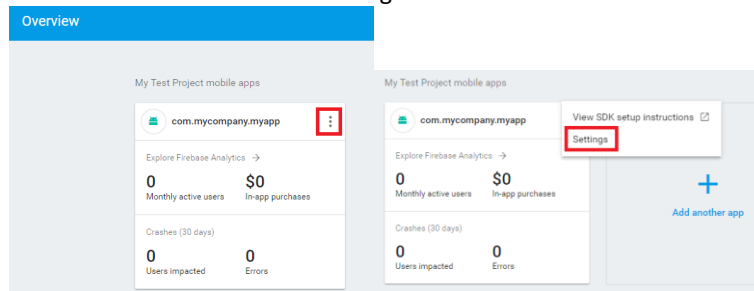 Overview
My Test Project mobile apps
com.mycompany.myapp
Explore Firebase Analytics →
0 $0
Monthly active users In-app purchases
Crashes (30 days)
0 0
Users impacted Errors
My Test Project mobile apps
com.mycompany.myapp
View SDK setup instructions
Settings
Explore Firebase Analytics →
0 $0
Monthly active users In-app purchases
Crashes (30 days)
0 0
Users impacted Errors
+
Add another app